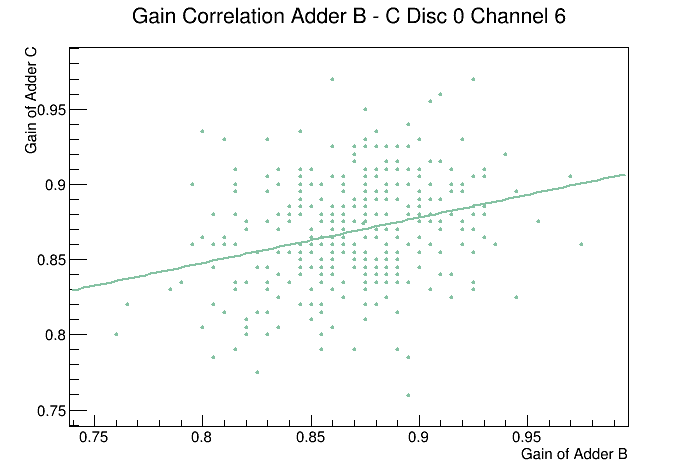 Gain Correlation Adder B - C Disc 0 Channel 6
Gain of Adder C
0.95
0.9
0.85
0.8
0.75
0.75 0.8 0.85 0.9 0.95
Gain of Adder B